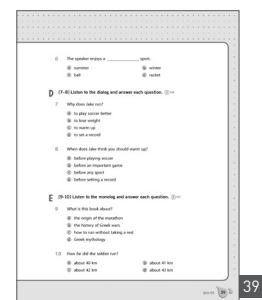 6 The speaker enjoys a ____________ sport.
ⓐ summer ⓑ winter
ⓒ ball ⓓ racket
D [7-8] Listen to the dialog and answer each question.
7 Why does Jake run?
ⓐ to play soccer better
ⓑ to lose weight
ⓒ to warm up
ⓓ to set a record
8 When does Jake think you should warm up?
ⓐ before playing soccer
ⓑ before an important game
ⓒ before any sport
ⓓ before setting a record
E [9-10] Listen to the monolog and answer each question.
9 What is this book about?
ⓐ the origin of the marathon
ⓑ the history of Greek wars
ⓒ how to run without taking a rest
ⓓ Greek mythology
10 How far did the soldier run?
ⓐ about 40 km ⓑ about 41 km
ⓒ about 42 km ⓓ about 43 km
39
39